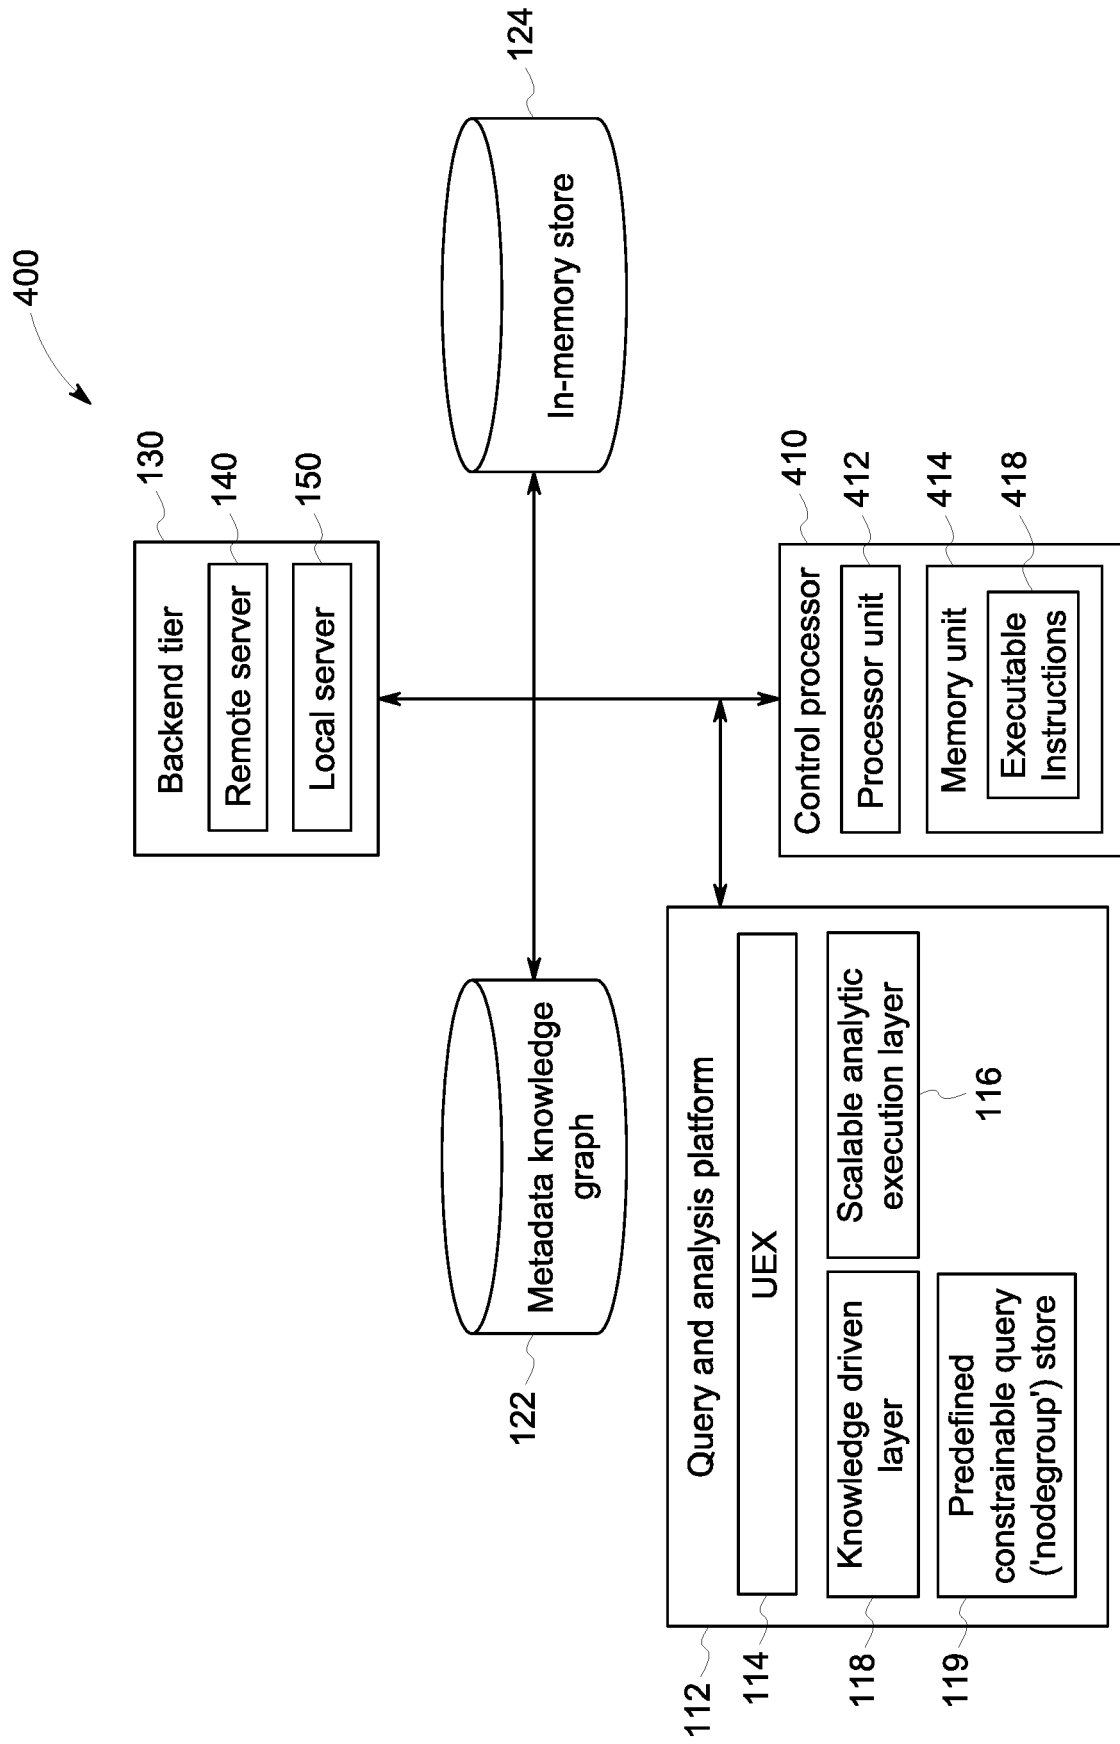 400
Backend tier
130
Remote server
140
Local server
150
Metadata knowledge
graph
122
In-memory store
124
Query and analysis platform
112
UEX
114
Knowledge driven
layer
118
Scalable analytic
execution layer
116
Predefined
constrainable query
('nodegroup') store
119
Control processor
410
Processor unit
412
Memory unit
414
Executable
Instructions
418